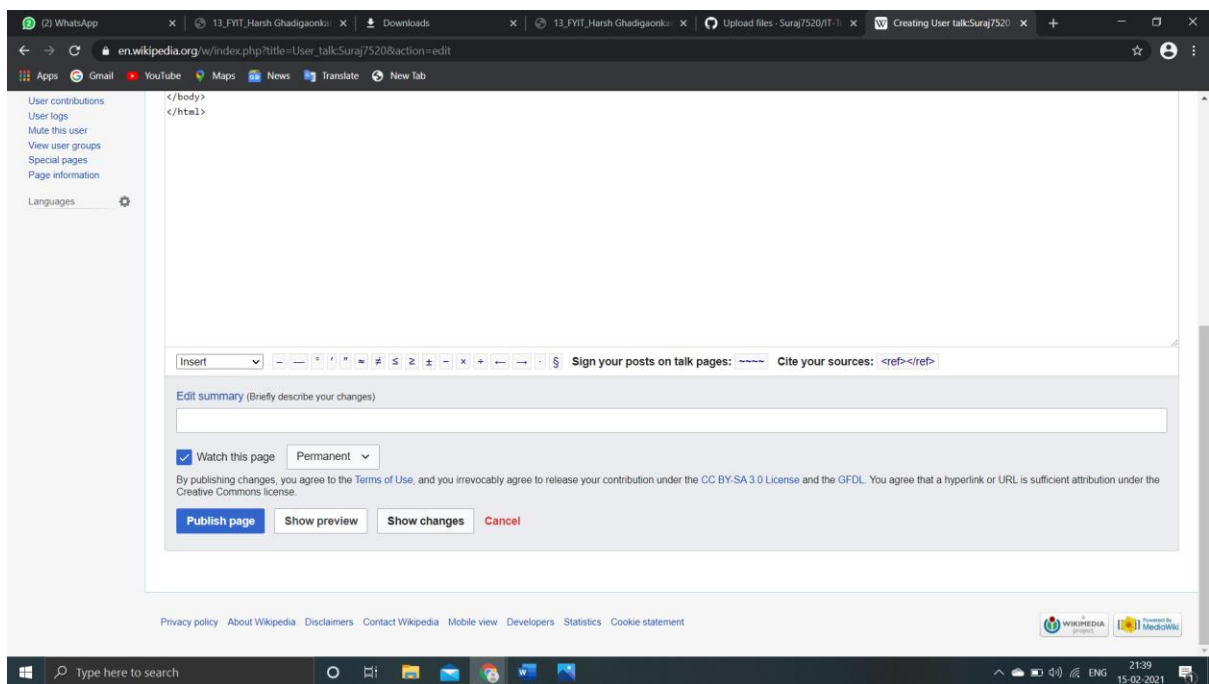 (2) WhatsApp
13_FYIT_Harsh Ghadigaonka
Downloads
13_FYIT_Harsh Ghadigaonka
Upload files · Suraj7520/IT-
Creating User talk:Suraj7520
en.wikipedia.org/w/index.php?title=User_talk:Suraj7520&action=edit
Apps Gmail YouTube Maps News Translate New Tab
User contributions
User logs
Mute this user
View user groups
Special pages
Page information
Languages
</body>
</html>
Insert – — ° ′ ″ ≈ ≠ ≤ ≥ ± − × ÷ ← → · § Sign your posts on talk pages: ~~~~ Cite your sources: <ref></ref>
Edit summary (Briefly describe your changes)
Watch this page Permanent
By publishing changes, you agree to the Terms of Use, and you irrevocably agree to release your contribution under the CC BY-SA 3.0 License and the GFDL. You agree that a hyperlink or URL is sufficient attribution under the
Creative Commons license.
Publish page Show preview Show changes Cancel
Privacy policy About Wikipedia Disclaimers Contact Wikipedia Mobile view Developers Statistics Cookie statement
WIKIMEDIA
project
Powered By
MediaWiki
Type here to search
ENG
21:39
15-02-2021